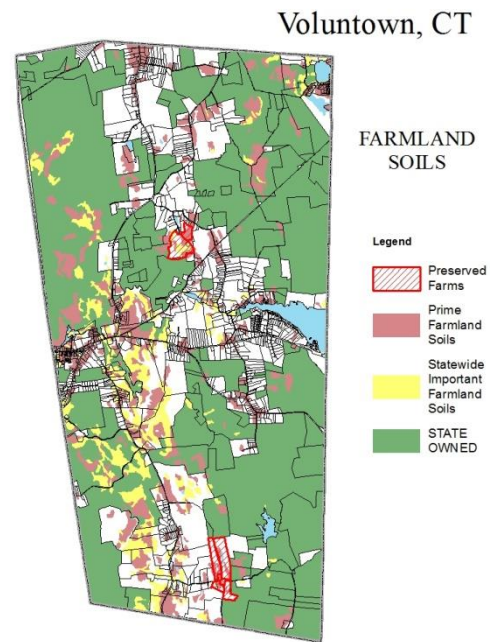 Voluntown, CT
FARMLAND
SOILS
Legend
Preserved
Farms
Prime
Farmland
Soils
Statewide
Important
Farmland
Soils
STATE
OWNED